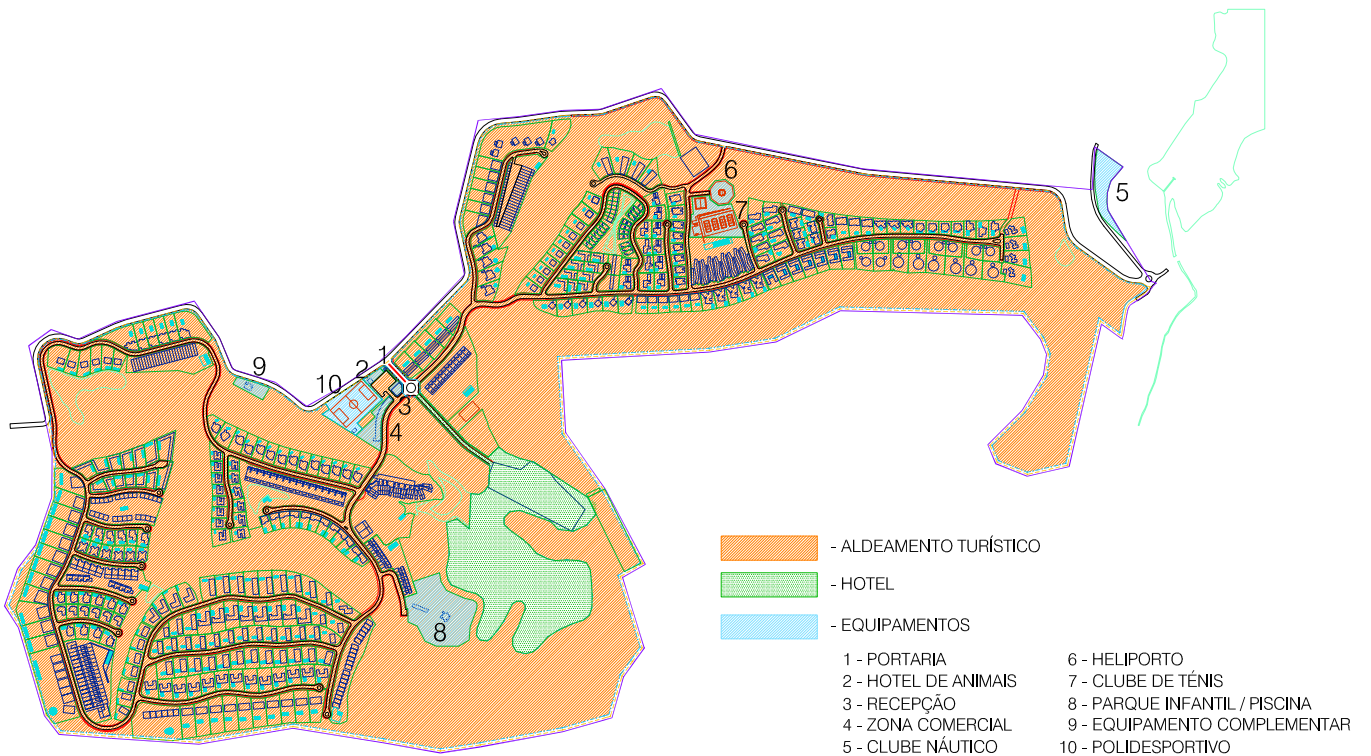 6
7
5
1
2
9
10
3
4
8
- ALDEAMENTO TURÍSTICO
- HOTEL
- EQUIPAMENTOS
1 - PORTARIA
2 - HOTEL DE ANIMAIS
3 - RECEPÇÃO
4 - ZONA COMERCIAL
5 - CLUBE NÁUTICO
6 - HELIPORTO
7 - CLUBE DE TÉNIS
8 - PARQUE INFANTIL / PISCINA
9 - EQUIPAMENTO COMPLEMENTAR
10 - POLIDESPORTIVO